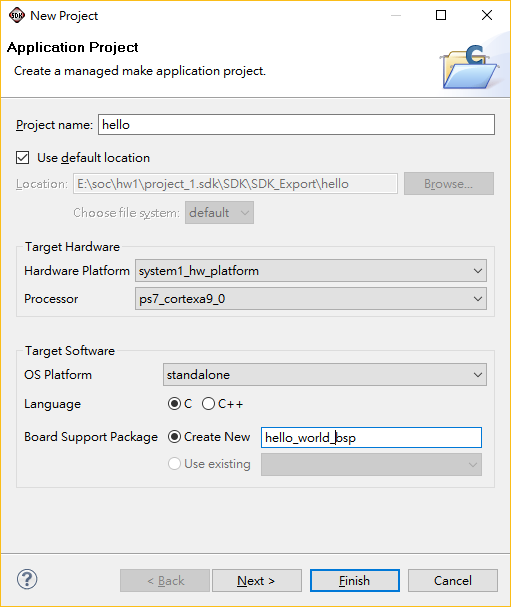 SDK New Project
Application Project
Create a managed make application project.
C
Project name: hello
Use default location
Location: E:\soc\hw1\project_1.sdk\SDK\SDK_Export\hello Browse...
Choose file system: default
Target Hardware
Hardware Platform system1_hw_platform
Processor ps7_cortexa9_0
Target Software
OS Platform standalone
Language C C++
Board Support Package Create New hello_world_bsp
Use existing
? < Back Next > Finish Cancel